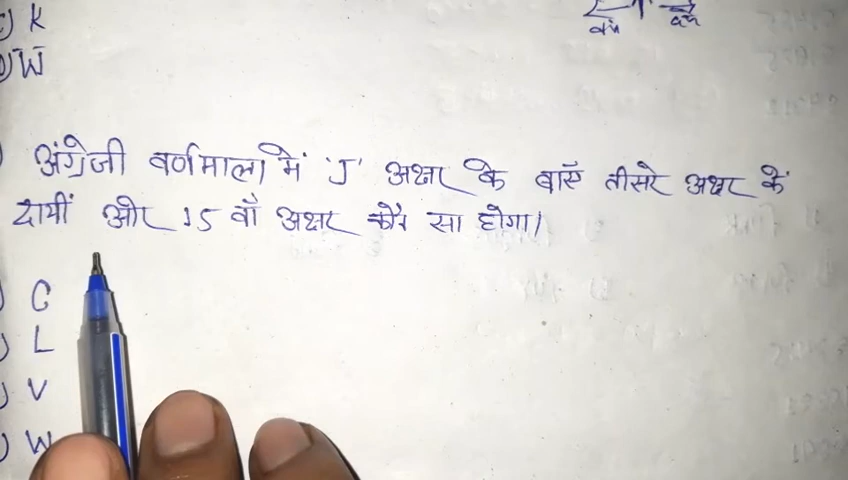 ) K
) W
अंग्रेजी वर्णमाला में 'J' अक्षर के बाएँ तीसरे अक्षर के
दायीं ओर 15 वाँ अक्षर कौन सा होगा।
) C
) L
) V
) W